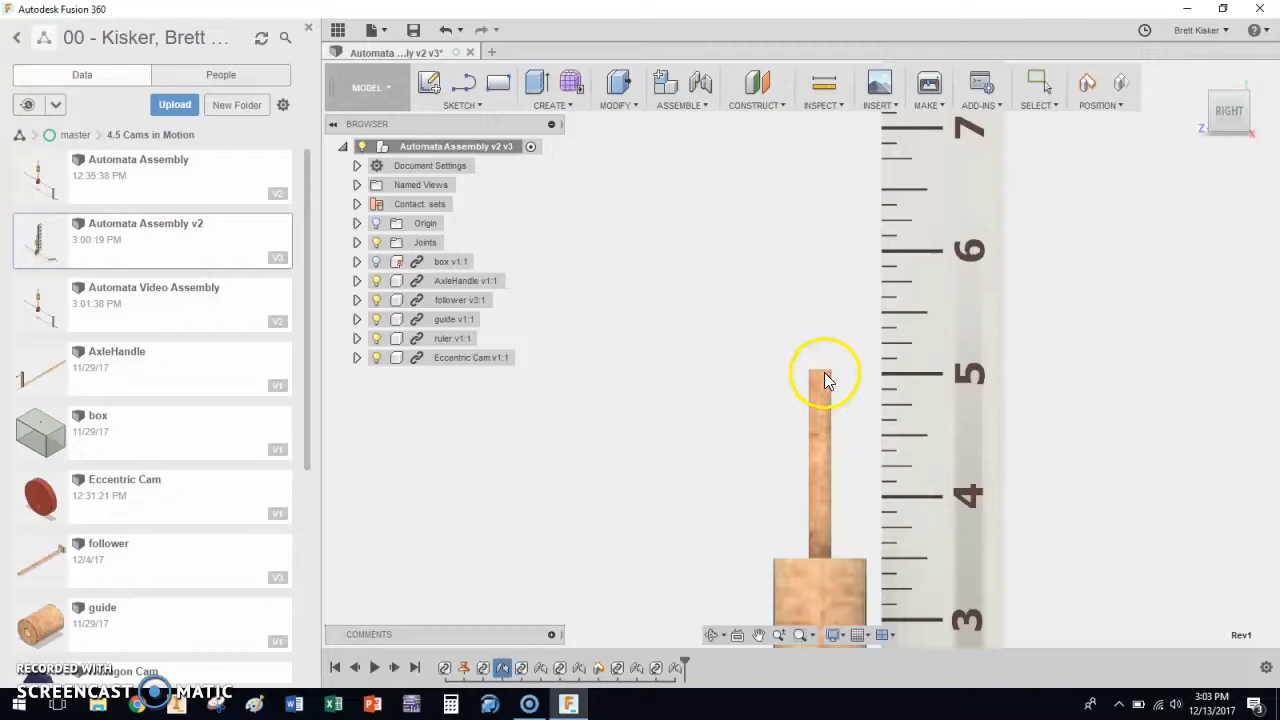 Autodesk Fusion 360
00 - Kisker, Brett ...
Data
People
Upload
New Folder
master
4.5 Cams in Motion
Automata Assembly
12:35:38 PM
V2
Automata Assembly v2
3:00:19 PM
V3
Automata Video Assembly
3:01:38 PM
V2
AxleHandle
11/29/17
V1
box
11/29/17
V1
Eccentric Cam
12:31:21 PM
V1
follower
12/4/17
V3
guide
11/29/17
V1
Automata ...ly v2 v3*
Brett Kisker
MODEL
SKETCH
CREATE
MODIFY
ASSEMBLE
CONSTRUCT
INSPECT
INSERT
MAKE
ADD-INS
SELECT
POSITION
BROWSER
Automata Assembly v2 v3
Document Settings
Named Views
Contact. sets
Origin
Joints
box v1:1
AxleHandle v1:1
follower v3:1
guide v1:1
ruler v1:1
Eccentric Cam v1:1
RIGHT
Z
X
7
6
5
4
3
COMMENTS
Rev1
RECORDED WITH
SCREENCAST MATIC
3:03 PM
12/13/2017